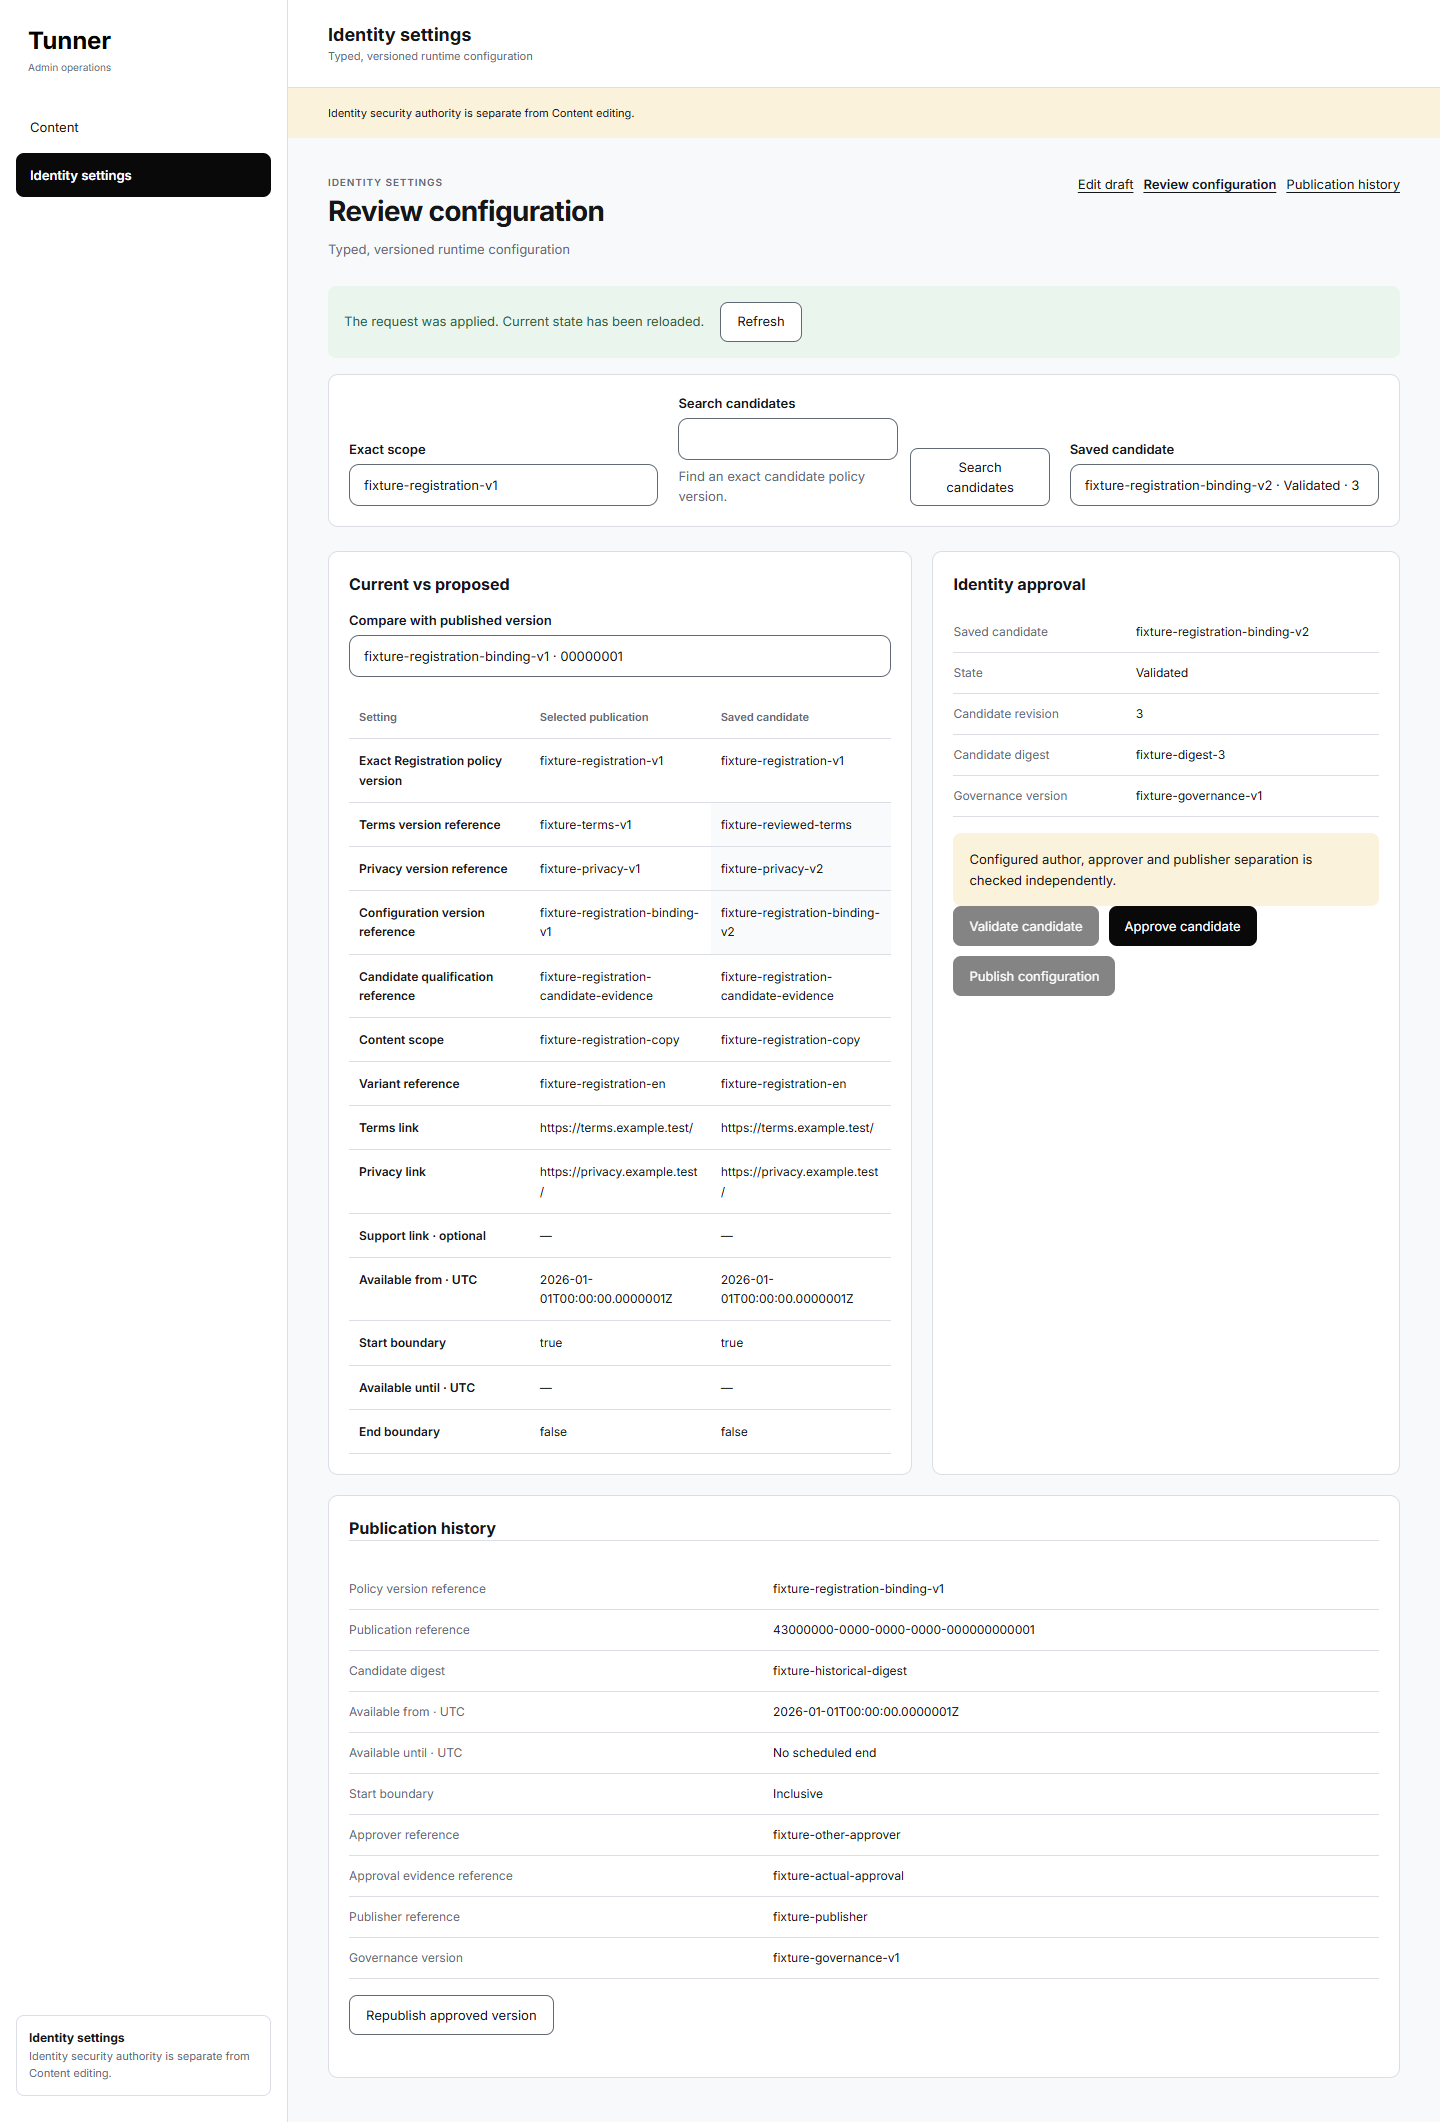 Tunner
Admin operations
Content
Identity settings
Identity settings
Typed, versioned runtime configuration
Identity security authority is separate from Content editing.
IDENTITY SETTINGS
Review configuration
Typed, versioned runtime configuration
Edit draft
Review configuration
Publication history
The request was applied. Current state has been reloaded.
Refresh
Exact scope
fixture-registration-v1
Search candidates
Find an exact candidate policy
version.
Search
candidates
Saved candidate
fixture-registration-binding-v2 · Validated · 3
Current vs proposed
Compare with published version
fixture-registration-binding-v1 · 00000001
Setting
Selected publication
Saved candidate
Exact Registration policy
version
fixture-registration-v1
fixture-registration-v1
Terms version reference
fixture-terms-v1
fixture-reviewed-terms
Privacy version reference
fixture-privacy-v1
fixture-privacy-v2
Configuration version
reference
fixture-registration-binding-
v1
fixture-registration-binding-
v2
Candidate qualification
reference
fixture-registration-
candidate-evidence
fixture-registration-
candidate-evidence
Content scope
fixture-registration-copy
fixture-registration-copy
Variant reference
fixture-registration-en
fixture-registration-en
Terms link
https://terms.example.test/
https://terms.example.test/
Privacy link
https://privacy.example.test
/
https://privacy.example.test
/
Support link · optional
—
—
Available from · UTC
2026-01-
01T00:00:00.0000001Z
2026-01-
01T00:00:00.0000001Z
Start boundary
true
true
Available until · UTC
—
—
End boundary
false
false
Identity approval
Saved candidate
fixture-registration-binding-v2
State
Validated
Candidate revision
3
Candidate digest
fixture-digest-3
Governance version
fixture-governance-v1
Configured author, approver and publisher separation is
checked independently.
Validate candidate
Approve candidate
Publish configuration
Publication history
Policy version reference
fixture-registration-binding-v1
Publication reference
43000000-0000-0000-0000-000000000001
Candidate digest
fixture-historical-digest
Available from · UTC
2026-01-01T00:00:00.0000001Z
Available until · UTC
No scheduled end
Start boundary
Inclusive
Approver reference
fixture-other-approver
Approval evidence reference
fixture-actual-approval
Publisher reference
fixture-publisher
Governance version
fixture-governance-v1
Republish approved version
Identity settings
Identity security authority is separate from
Content editing.